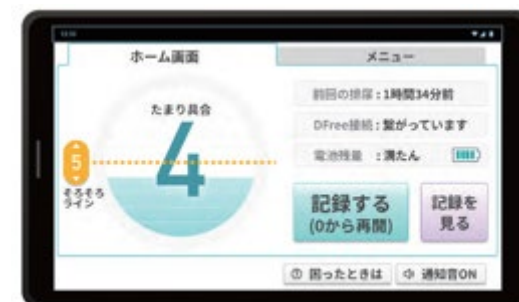 ホーム画面
メニュー
たまり具合
4
5
そろそろ
ライン
前回の排尿:1時間34分前
DFree接続:繋がっています
電池残量:満たん
記録する
(0から再開)
記録を
見る
困ったときは
通知音ON